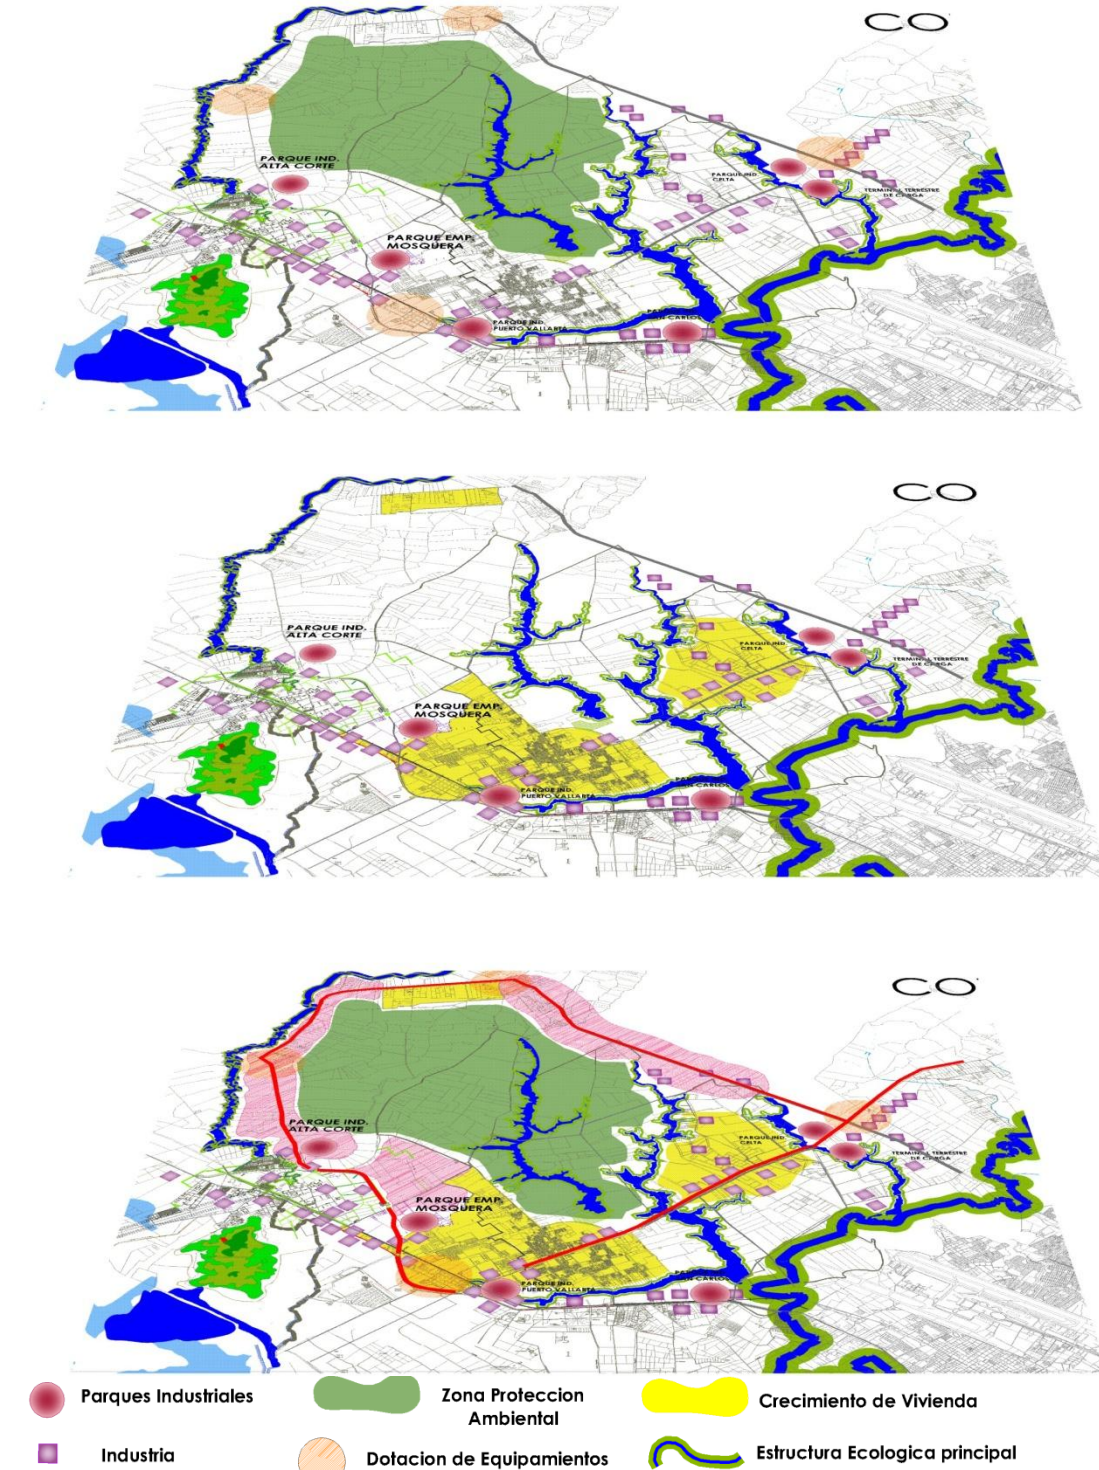 CO
PARQUE IND.
ALTA CORTE
PARQUE IND
CELTA
TERMINAL TERRESTRE
DE CARGA
PARQUE EMP.
MOSQUERA
PARQUE IND.
PUERTO VALLARTA
CO
PARQUE IND.
ALTA CORTE
PARQUE IND
CELTA
TERMINAL TERRESTRE
DE CARGA
PARQUE EMP.
MOSQUERA
PARQUE IND.
PUERTO VALLARTA
CO
PARQUE IND.
ALTA CORTE
PARQUE IND
CELTA
TERMINAL TERRESTRE
DE CARGA
PARQUE EMP.
MOSQUERA
PARQUE IND.
PUERTO VALLARTA
Parques Industriales
Zona Proteccion
Ambiental
Crecimiento de Vivienda
Industria
Dotacion de Equipamientos
Estructura Ecologica principal